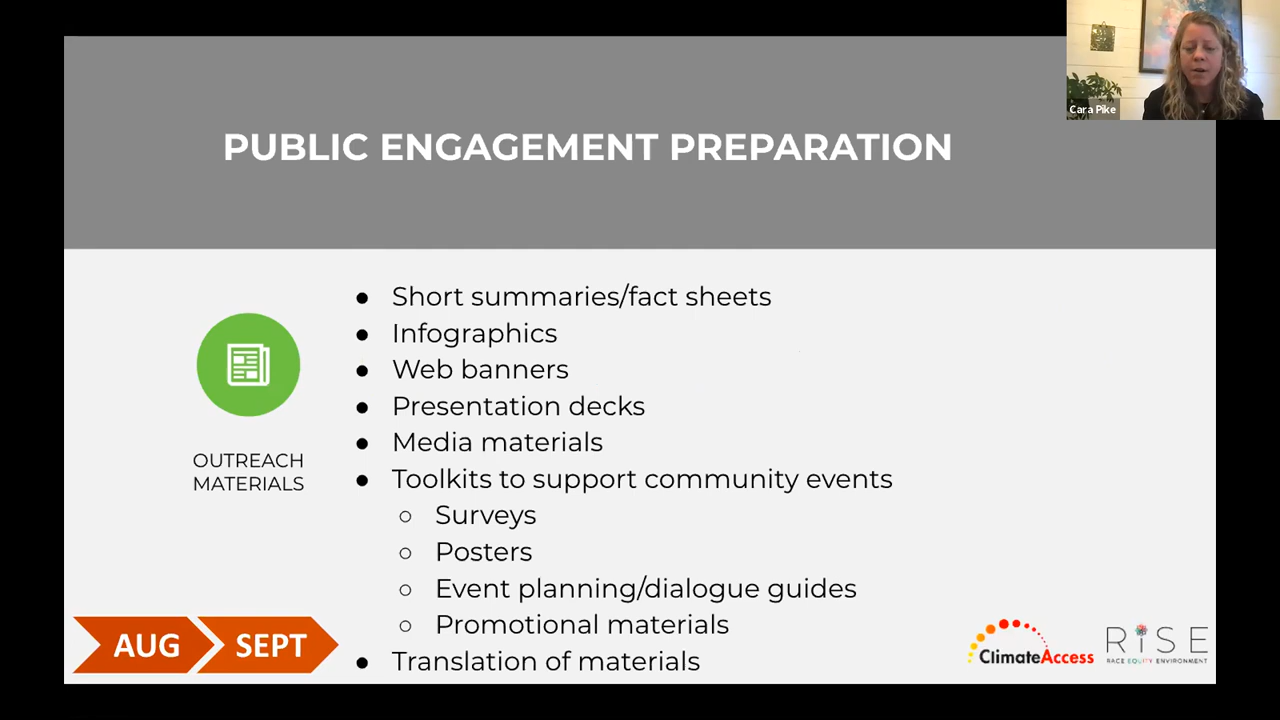 Cara Pike
PUBLIC ENGAGEMENT PREPARATION
OUTREACH
MATERIALS
● Short summaries/fact sheets
● Infographics
● Web banners
● Presentation decks
● Media materials
● Toolkits to support community events
○ Surveys
○ Posters
○ Event planning/dialogue guides
○ Promotional materials
● Translation of materials
AUG SEPT
ClimateAccess
RISE
RACE EQUITY ENVIRONMENT